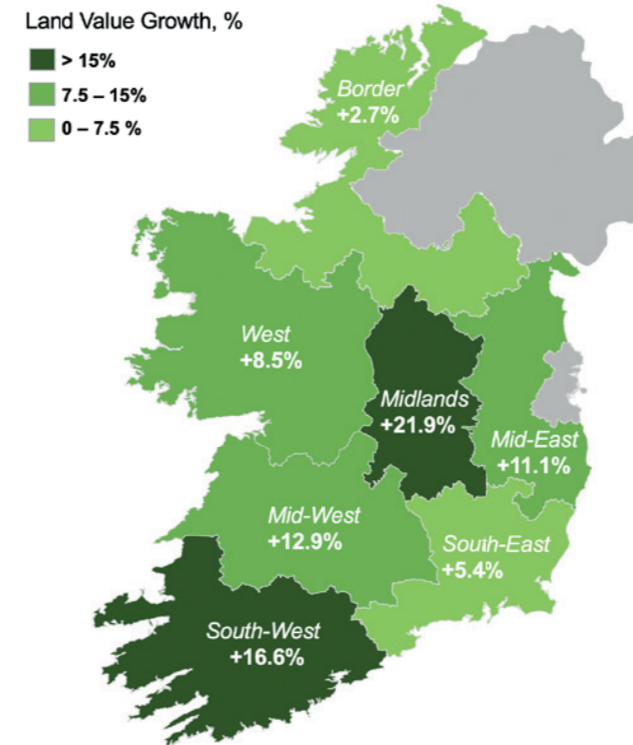 Land Value Growth, %
> 15%
7.5 – 15%
0 – 7.5 %
Border
+2.7%
West
+8.5%
Midlands
+21.9%
Mid-East
+11.1%
Mid-West
+12.9%
South-East
+5.4%
South-West
+16.6%